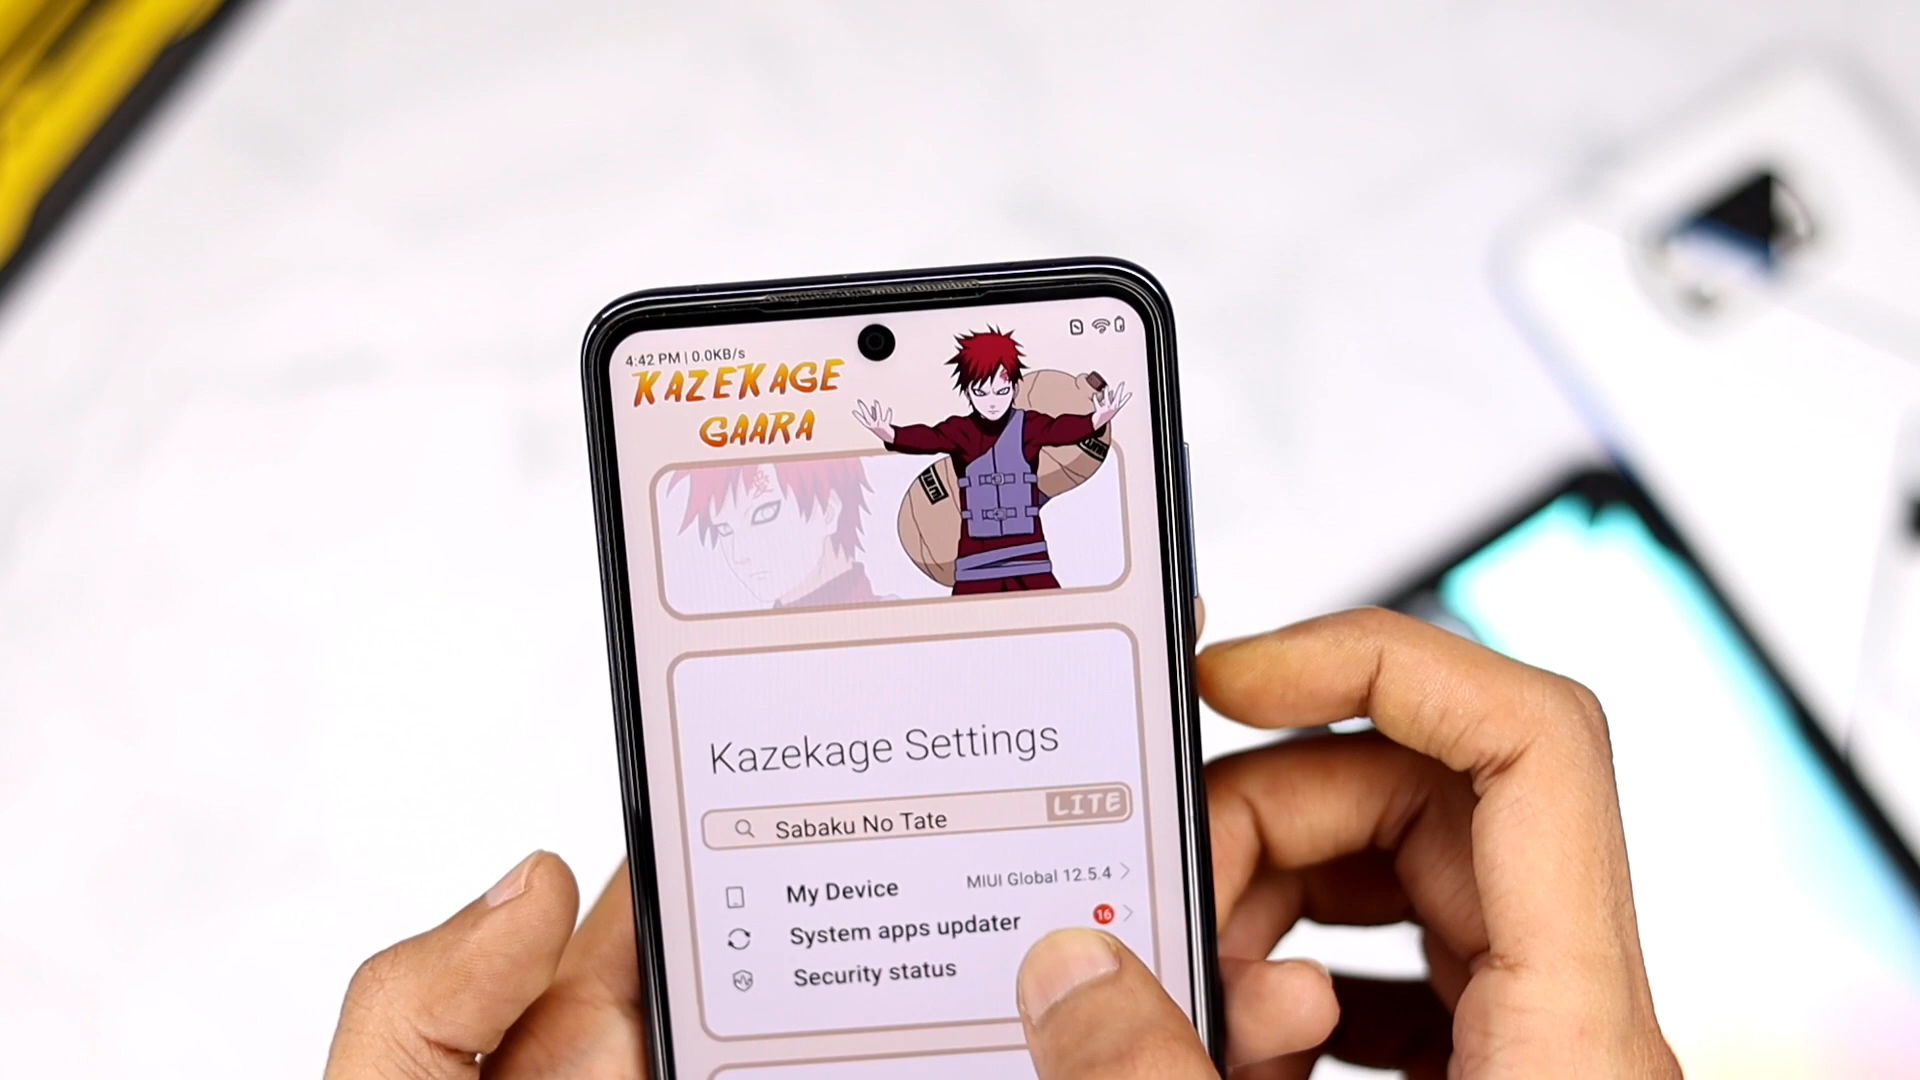 4:42 PM | 0.0KB/s
KAZEKAGE
GAARA
愛
Kazekage Settings
Sabaku No Tate
LITE
My Device
MIUI Global 12.5.4
System apps updater
16
Security status